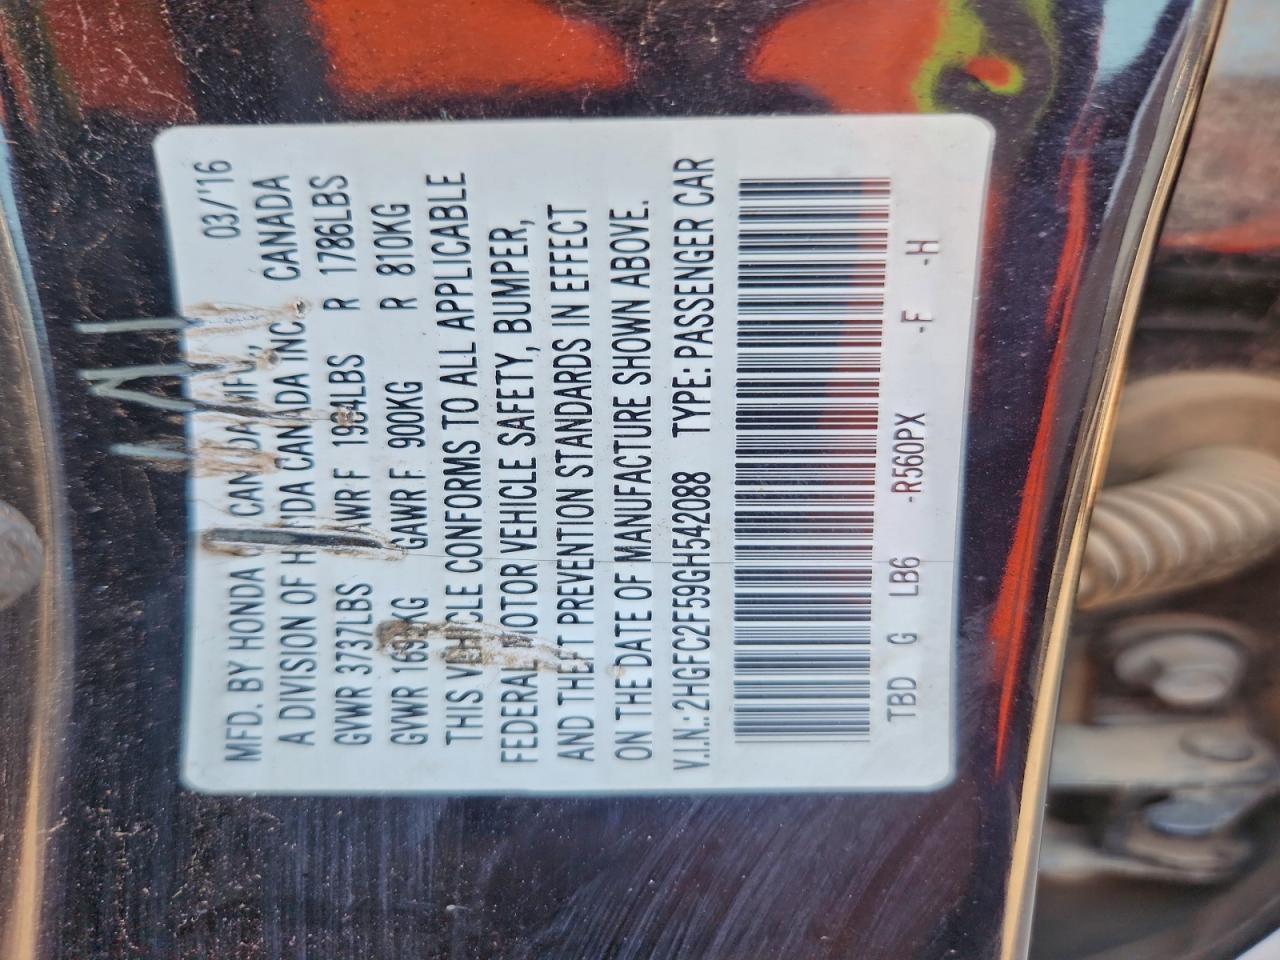 MFD. BY HONDA CANADA MFG., CANADA 03/'16
A DIVISION OF HONDA CANADA INC.
GVWR 3737LBS GAWR F 1984LBS R 1786LBS
GVWR 1695KG GAWR F 900KG R 810KG
THIS VEHICLE CONFORMS TO ALL APPLICABLE
FEDERAL MOTOR VEHICLE SAFETY, BUMPER,
AND THEFT PREVENTION STANDARDS IN EFFECT
ON THE DATE OF MANUFACTURE SHOWN ABOVE.
V.I.N.: 2HGFC2F59GH542088 TYPE: PASSENGER CAR
TBD G LB6 -R560PX -F -H